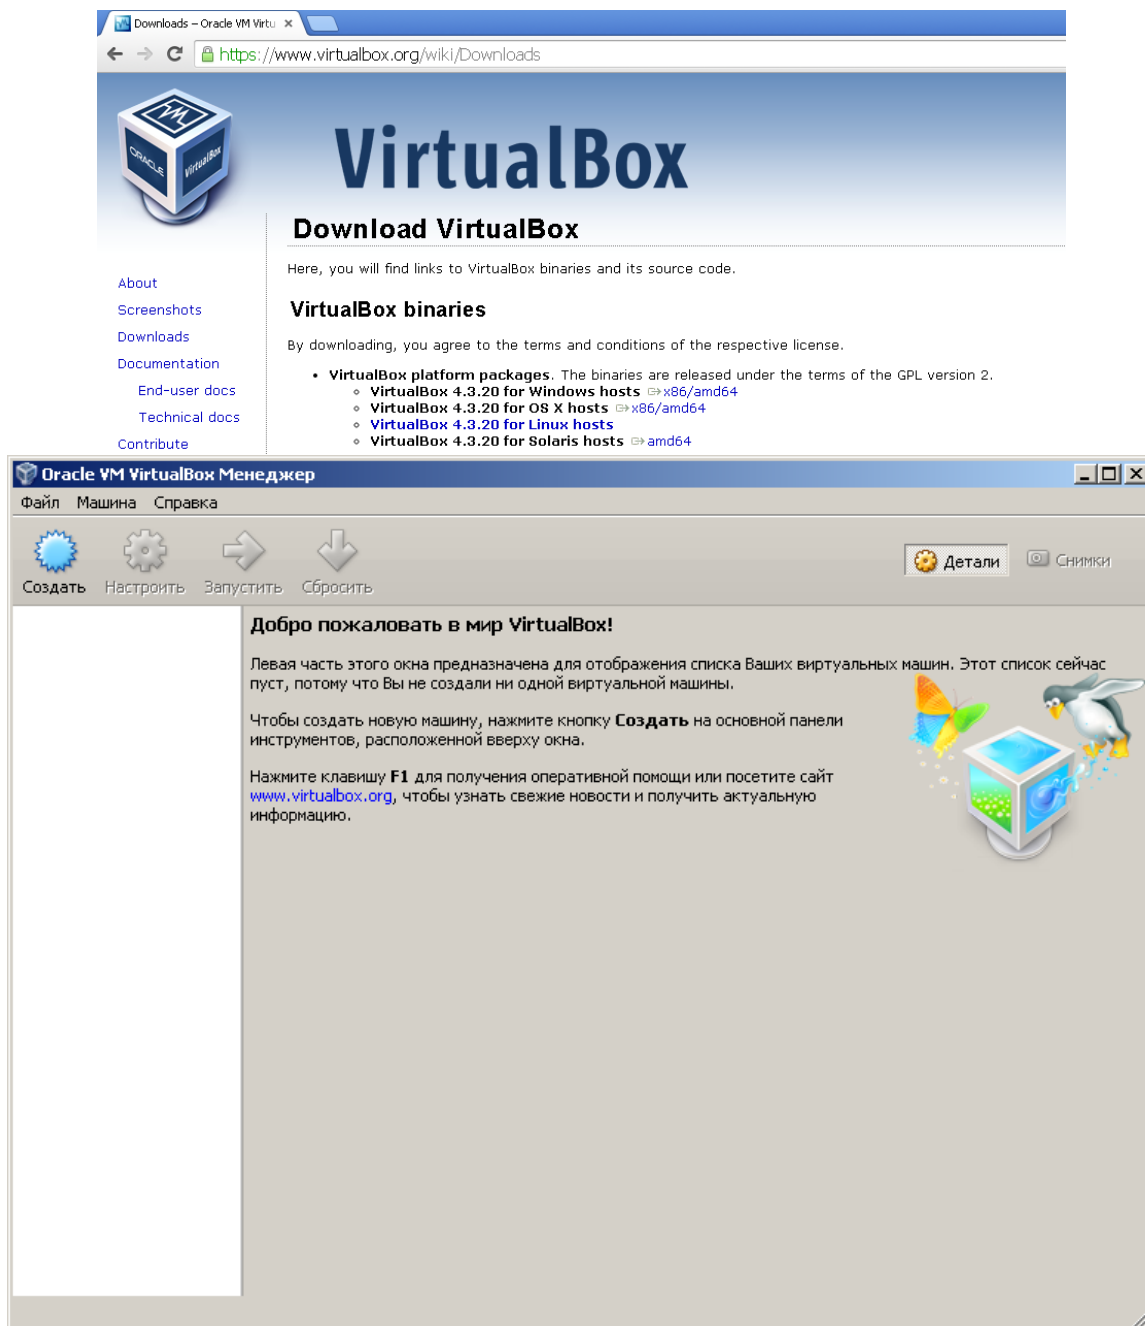 Downloads – Oracle VM Virtu
https://www.virtualbox.org/wiki/Downloads
ORACLE
VirtualBox
VirtualBox
Download VirtualBox
Here, you will find links to VirtualBox binaries and its source code.
About
Screenshots
Downloads
Documentation
End-user docs
Technical docs
Contribute
VirtualBox binaries
By downloading, you agree to the terms and conditions of the respective license.
• VirtualBox platform packages. The binaries are released under the terms of the GPL version 2.
VirtualBox 4.3.20 for Windows hosts x86/amd64
VirtualBox 4.3.20 for OS X hosts x86/amd64
VirtualBox 4.3.20 for Linux hosts
VirtualBox 4.3.20 for Solaris hosts amd64
Oracle VM VirtualBox Менеджер
Файл Машина Справка
Создать Настроить Запустить Сбросить
Детали Снимки
Добро пожаловать в мир VirtualBox!
Левая часть этого окна предназначена для отображения списка Ваших виртуальных машин. Этот список сейчас
пуст, потому что Вы не создали ни одной виртуальной машины.
Чтобы создать новую машину, нажмите кнопку Создать на основной панели
инструментов, расположенной вверху окна.
Нажмите клавишу F1 для получения оперативной помощи или посетите сайт
www.virtualbox.org, чтобы узнать свежие новости и получить актуальную
информацию.